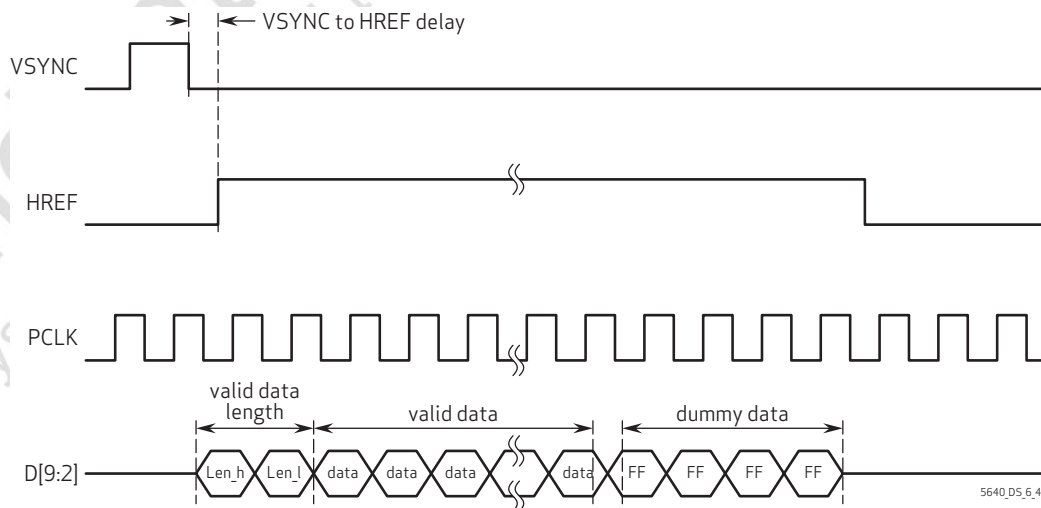 VSYNC to HREF delay
VSYNC
HREF
PCLK
valid data
length
valid data
dummy data
D[9:2]
Len_h Len_l data data data data FF FF FF FF
5640_DS_6_4